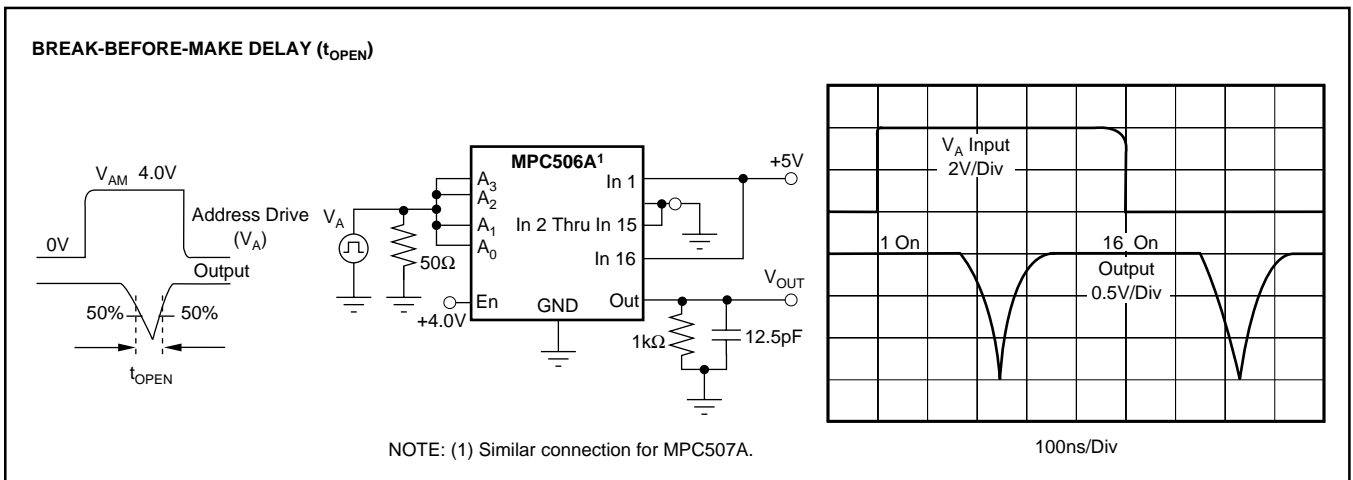 BREAK-BEFORE-MAKE DELAY (tOPEN)
VAM 4.0V
0V
Address Drive
(VA)
Output
50%
50%
tOPEN
VA
50Ω
En
+4.0V
MPC506A¹
A3
A2
A1
A0
In 1
In 2 Thru In 15
In 16
Out
GND
+5V
VOUT
1kΩ
12.5pF
VA Input
2V/Div
1 On
16 On
Output
0.5V/Div
100ns/Div
NOTE: (1) Similar connection for MPC507A.